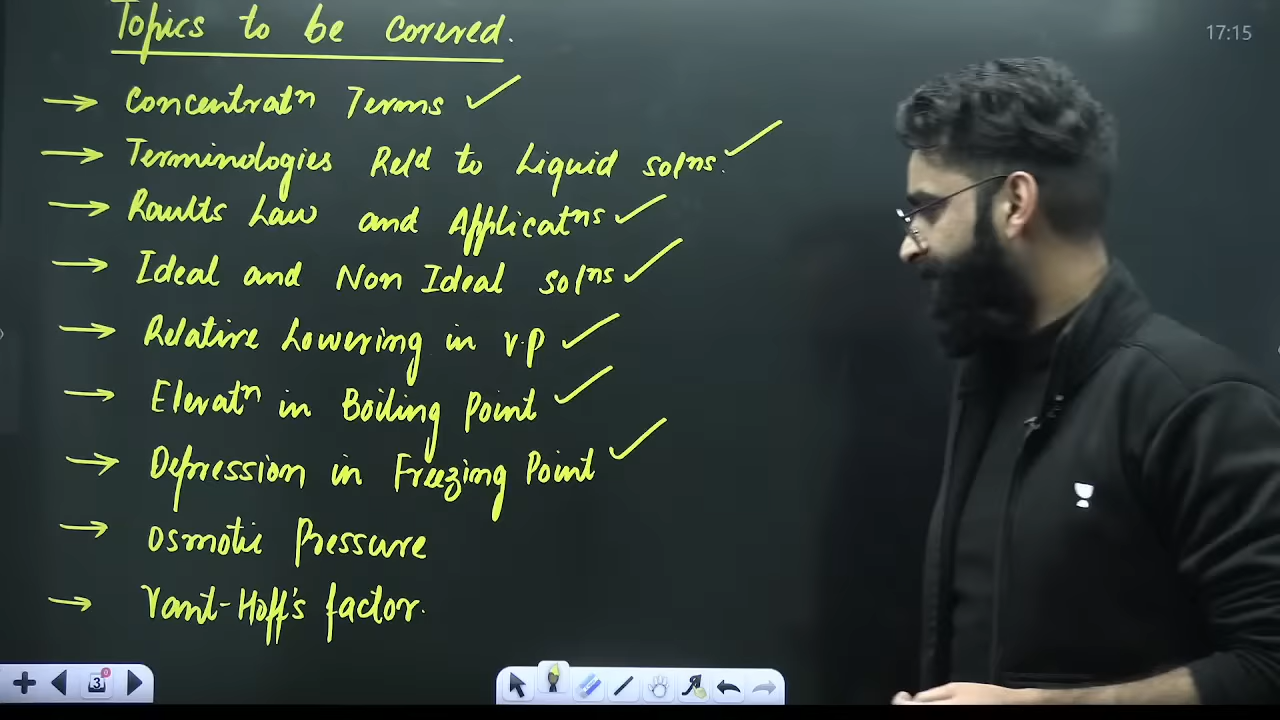 Topics to be covered.
17:15
→ Concentratⁿ Terms ✓
→ Terminologies Relᵈ to Liquid solⁿs. ✓
→ Raults Law and Applicatⁿs ✓
→ Ideal and Non Ideal solⁿs ✓
→ Relative Lowering in v.p ✓
→ Elevatⁿ in Boiling Point ✓
→ Depression in Freezing Point ✓
→ Osmotic Pressure
→ Vant-Hoff's factor.
3
0